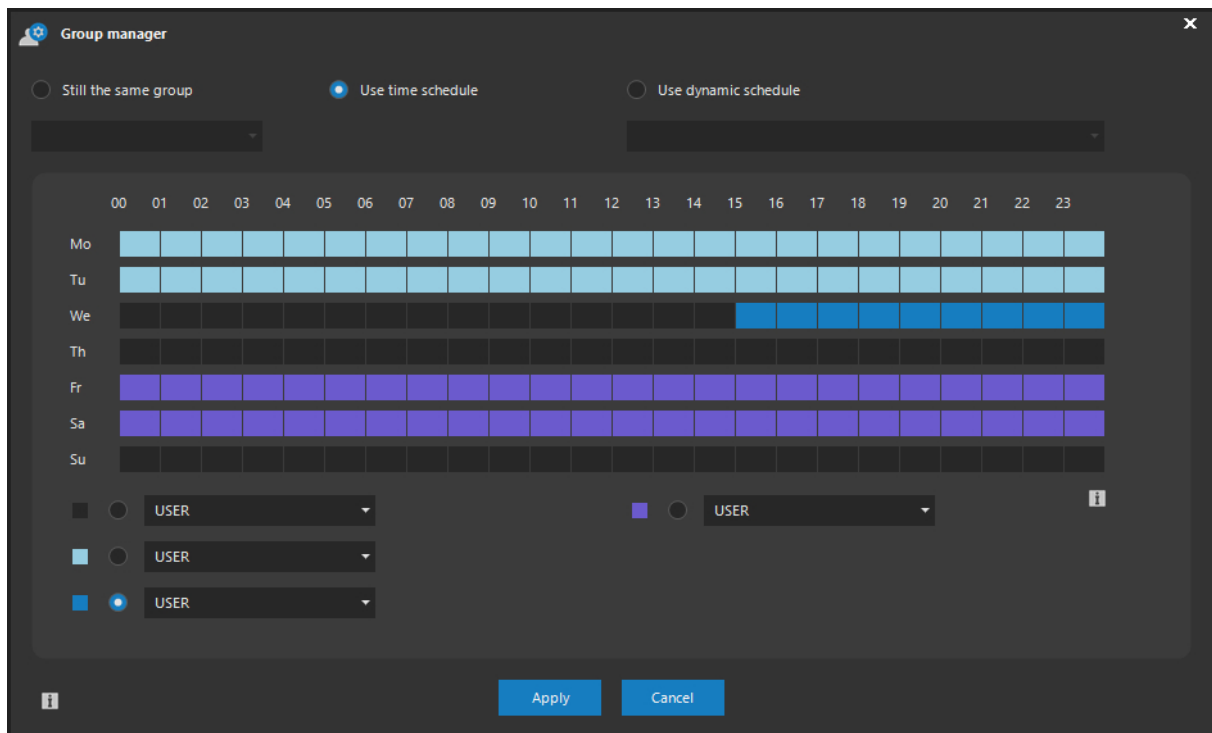 Group manager
Still the same group Use time schedule Use dynamic schedule
00 01 02 03 04 05 06 07 08 09 10 11 12 13 14 15 16 17 18 19 20 21 22 23
Mo
Tu
We
Th
Fr
Sa
Su
USER USER
USER
USER
Apply Cancel